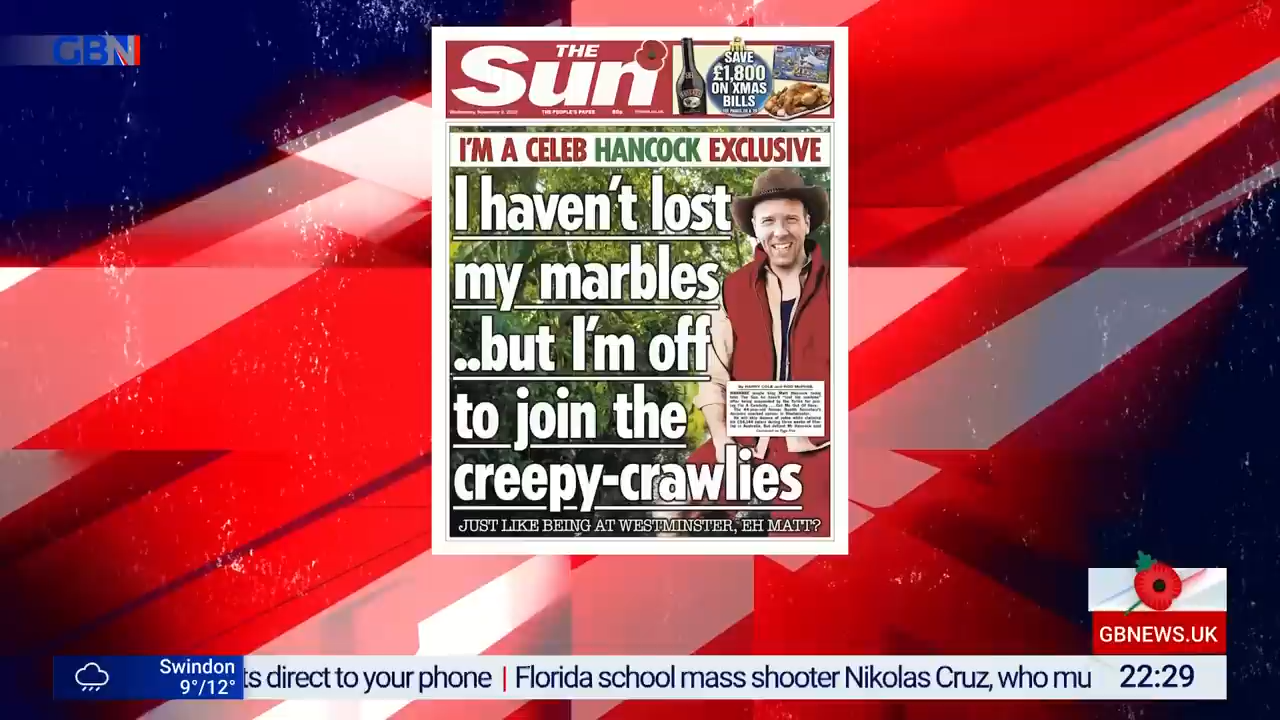 GBN
THE
Sun
SAVE
£1,800
ON XMAS
BILLS
THE PEOPLE'S PAPER
I'M A CELEB HANCOCK EXCLUSIVE
I haven't lost
my marbles
..but I'm off
to join the
creepy-crawlies
JUST LIKE BEING AT WESTMINSTER, EH MATT?
GBNEWS.UK
Swindon
9°/12°
ts direct to your phone | Florida school mass shooter Nikolas Cruz, who mu
22:29